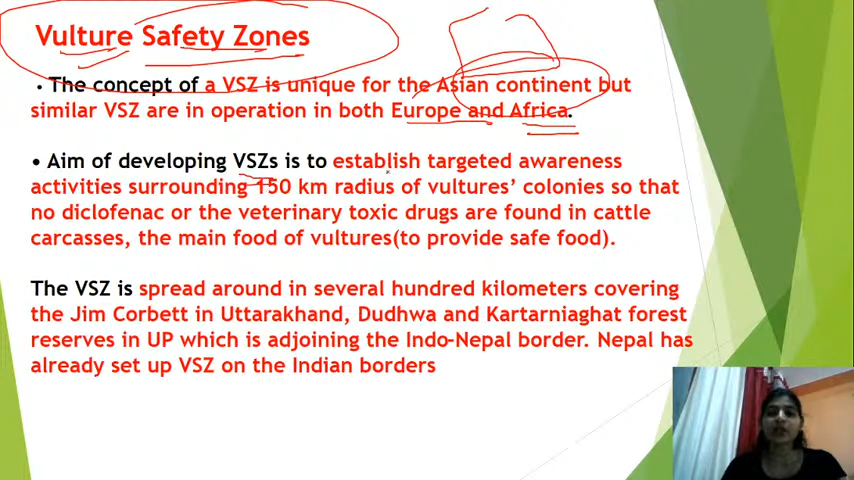 Vulture Safety Zones
• The concept of a VSZ is unique for the Asian continent but
similar VSZ are in operation in both Europe and Africa.
• Aim of developing VSZs is to establish targeted awareness
activities surrounding 150 km radius of vultures’ colonies so that
no diclofenac or the veterinary toxic drugs are found in cattle
carcasses, the main food of vultures(to provide safe food).
The VSZ is spread around in several hundred kilometers covering
the Jim Corbett in Uttarakhand, Dudhwa and Kartarniaghat forest
reserves in UP which is adjoining the Indo-Nepal border. Nepal has
already set up VSZ on the Indian borders